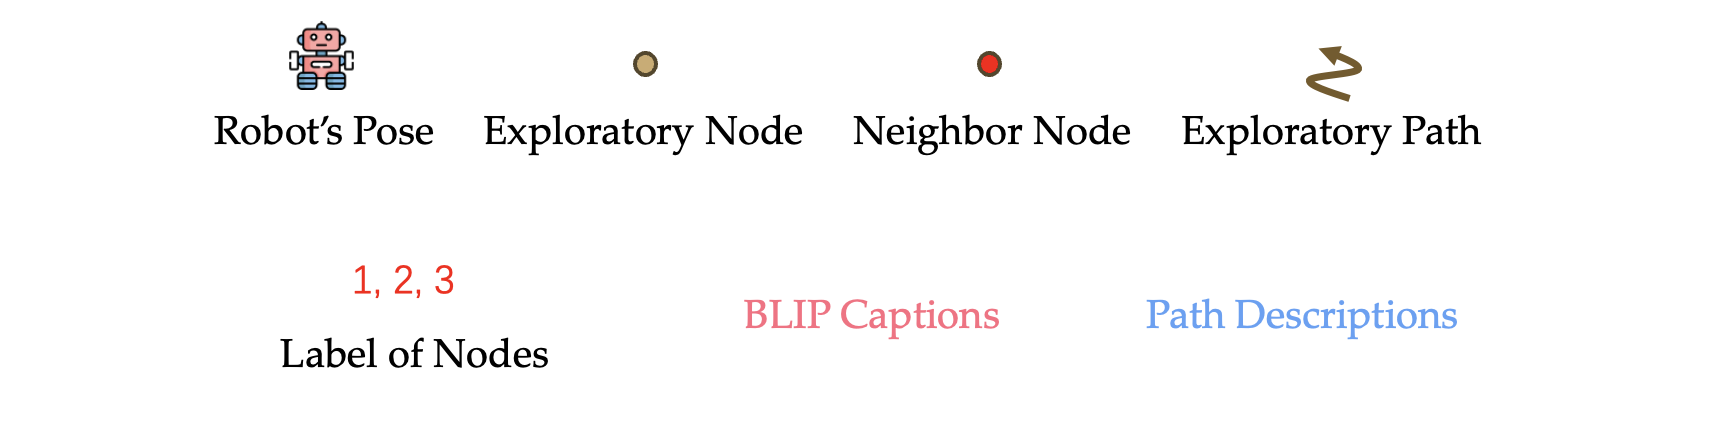 Robot’s Pose
Exploratory Node
Neighbor Node
Exploratory Path
1, 2, 3
Label of Nodes
BLIP Captions
Path Descriptions